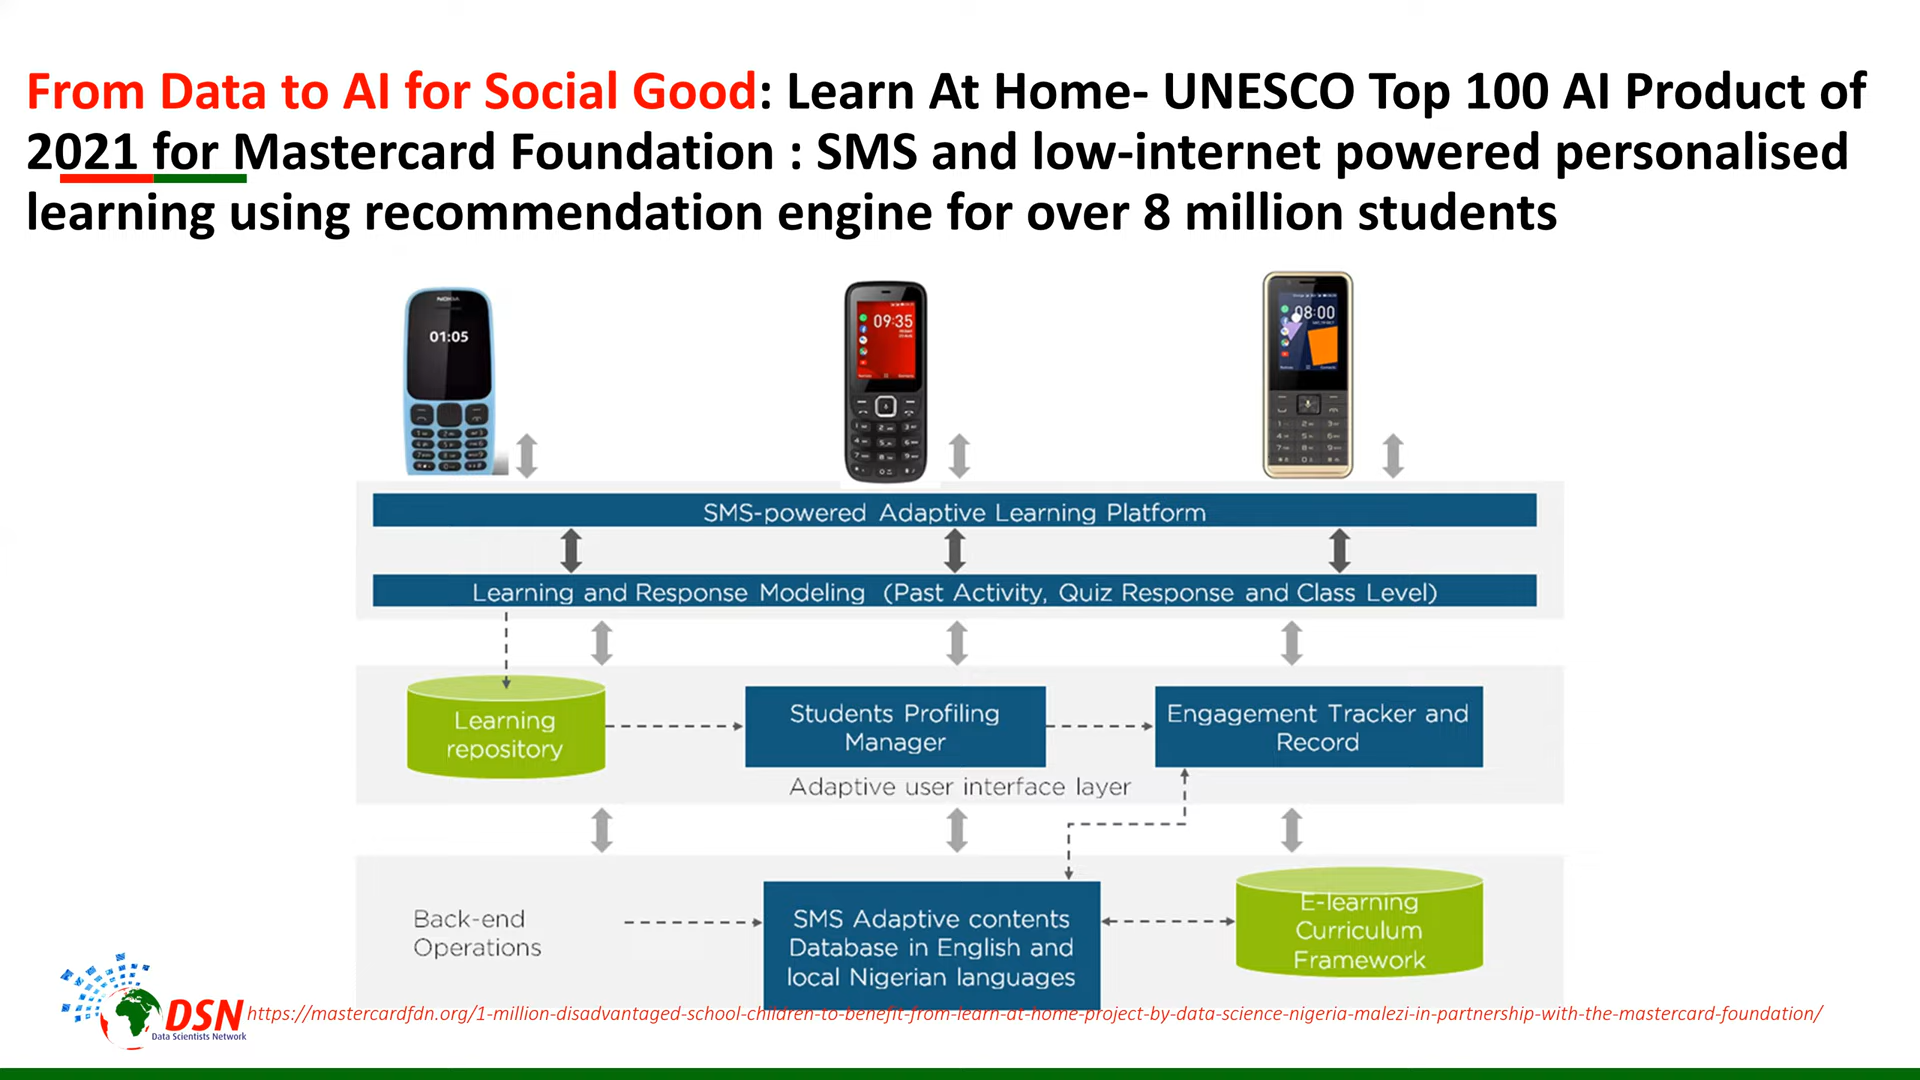 From Data to AI for Social Good: Learn At Home- UNESCO Top 100 AI Product of
2021 for Mastercard Foundation : SMS and low-internet powered personalised
learning using recommendation engine for over 8 million students
NOKIA
01:05
09:35
08:00
SMS-powered Adaptive Learning Platform
Learning and Response Modeling (Past Activity, Quiz Response and Class Level)
Learning
repository
Students Profiling
Manager
Engagement Tracker and
Record
Adaptive user interface layer
Back-end
Operations
SMS Adaptive contents
Database in English and
local Nigerian languages
E-learning
Curriculum
Framework
DSN
Data Scientists Network
https://mastercardfdn.org/1-million-disadvantaged-school-children-to-benefit-from-learn-at-home-project-by-data-science-nigeria-malezi-in-partnership-with-the-mastercard-foundation/